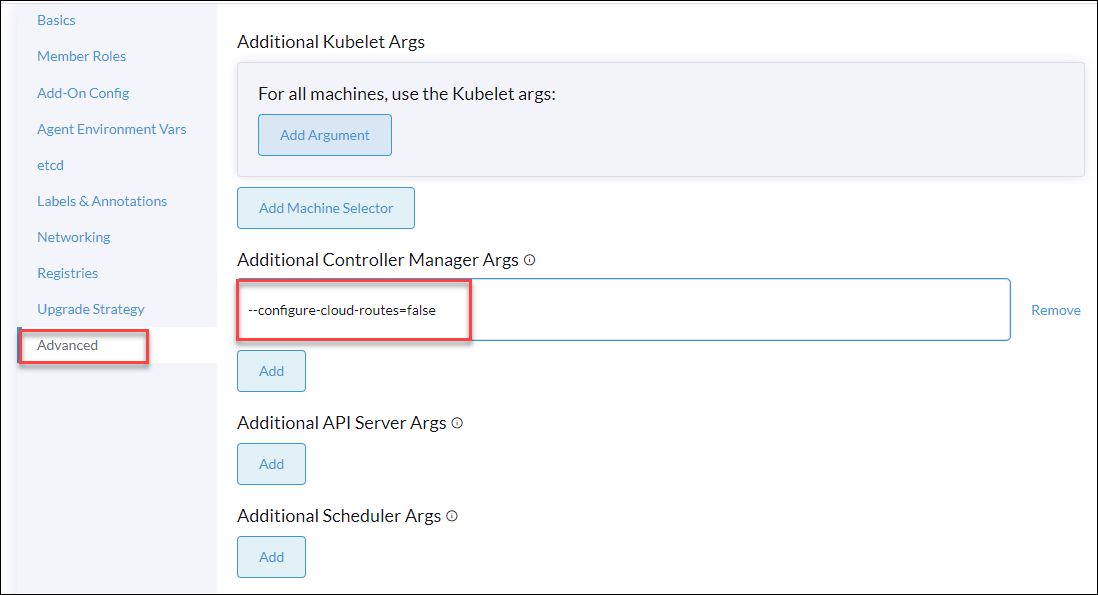 Basics
Member Roles
Add-On Config
Agent Environment Vars
etcd
Labels & Annotations
Networking
Registries
Upgrade Strategy
Advanced
Additional Kubelet Args
For all machines, use the Kubelet args:
Add Argument
Add Machine Selector
Additional Controller Manager Args
--configure-cloud-routes=false
Remove
Add
Additional API Server Args
Add
Additional Scheduler Args
Add